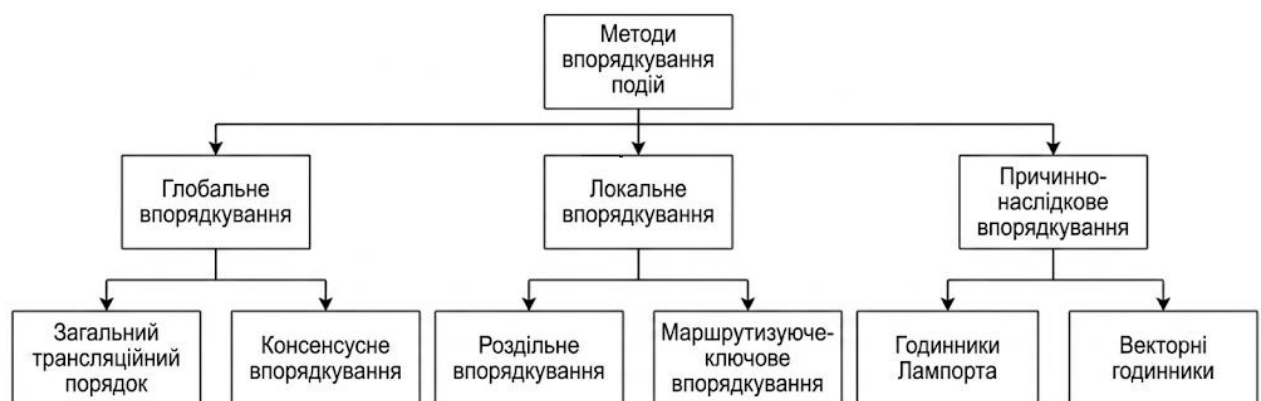 Методи
впорядкування
подій
Глобальне
впорядкування
Локальне
впорядкування
Причинно-
наслідкове
впорядкування
Загальний
трансляційний
порядок
Консенсусне
впорядкування
Роздільне
впорядкування
Маршрутизуюче-
ключове
впорядкування
Годинники
Лампорта
Векторні
годинники